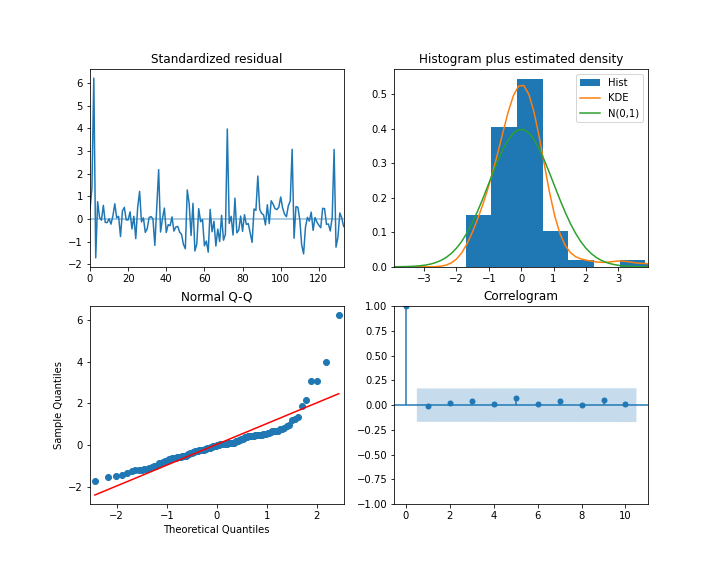 Standardized residual
6
5
4
3
2
1
0
−1
−2
0 20 40 60 80 100 120
Histogram plus estimated density
Hist
KDE
N(0,1)
0.5
0.4
0.3
0.2
0.1
0.0
−3 −2 −1 0 1 2 3
Normal Q-Q
Sample Quantiles
6
4
2
0
−2
−2 −1 0 1 2
Theoretical Quantiles
Correlogram
1.00
0.75
0.50
0.25
0.00
−0.25
−0.50
−0.75
−1.00
0 2 4 6 8 10